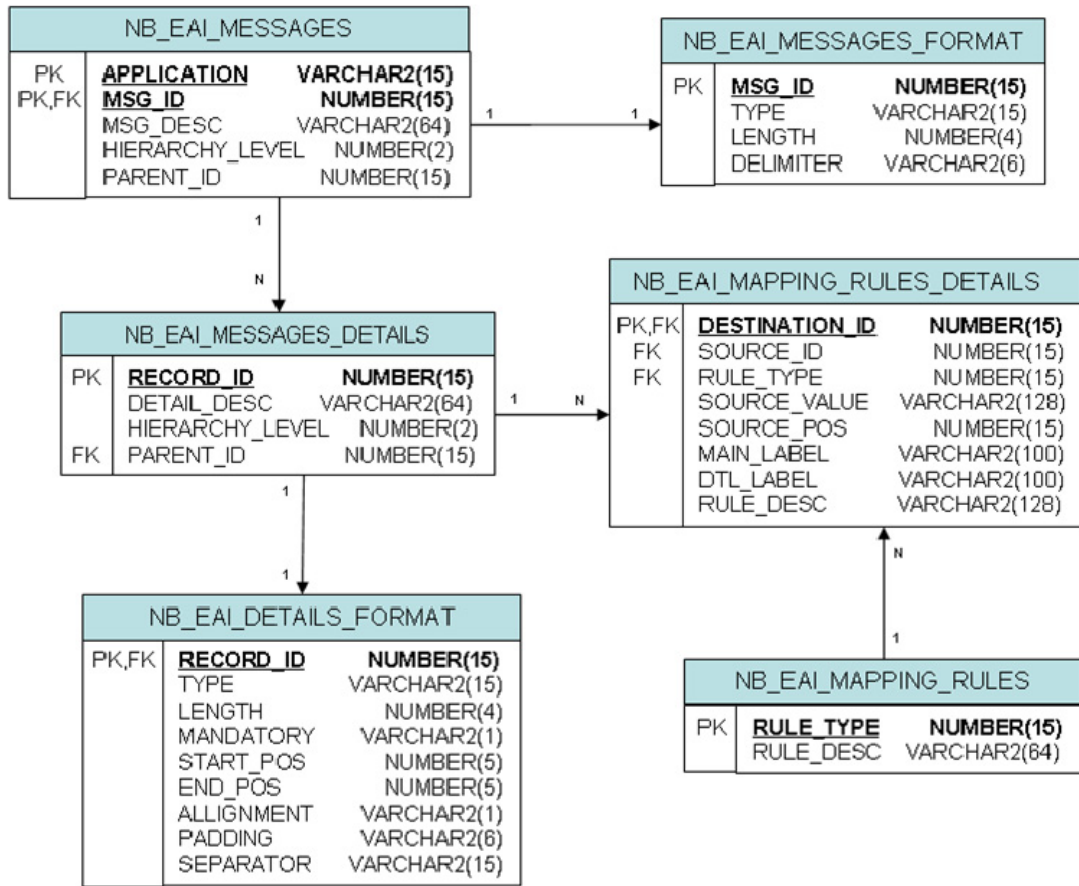 NB_EAI_MESSAGES
PK APPLICATION VARCHAR2(15)
PK,FK MSG_ID NUMBER(15)
MSG_DESC VARCHAR2(64)
HIERARCHY_LEVEL NUMBER(2)
PARENT_ID NUMBER(15)
NB_EAI_MESSAGES_FORMAT
PK MSG_ID NUMBER(15)
TYPE VARCHAR2(15)
LENGTH NUMBER(4)
DELIMITER VARCHAR2(6)
1 1
1
N
NB_EAI_MESSAGES_DETAILS
PK RECORD_ID NUMBER(15)
DETAIL_DESC VARCHAR2(64)
HIERARCHY_LEVEL NUMBER(2)
FK PARENT_ID NUMBER(15)
1 N
NB_EAI_MAPPING_RULES_DETAILS
PK,FK DESTINATION_ID NUMBER(15)
FK SOURCE_ID NUMBER(15)
FK RULE_TYPE NUMBER(15)
SOURCE_VALUE VARCHAR2(128)
SOURCE_POS NUMBER(15)
MAIN_LABEL VARCHAR2(100)
DTL_LABEL VARCHAR2(100)
RULE_DESC VARCHAR2(128)
1
1
N
1
NB_EAI_DETAILS_FORMAT
PK,FK RECORD_ID NUMBER(15)
TYPE VARCHAR2(15)
LENGTH NUMBER(4)
MANDATORY VARCHAR2(1)
START_POS NUMBER(5)
END_POS NUMBER(5)
ALLIGNMENT VARCHAR2(1)
PADDING VARCHAR2(6)
SEPARATOR VARCHAR2(15)
NB_EAI_MAPPING_RULES
PK RULE_TYPE NUMBER(15)
RULE_DESC VARCHAR2(64)